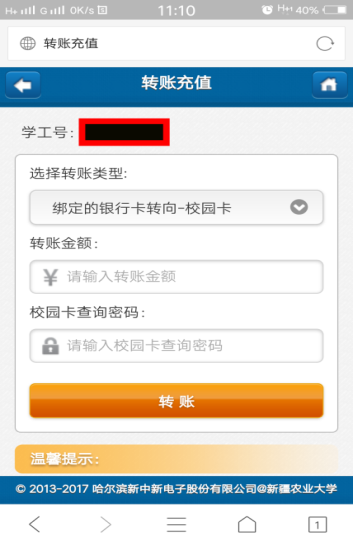 H+ G 0K/s 11:10 H+ 40%
转账充值
转账充值
学工号:
选择转账类型:
绑定的银行卡转向-校园卡
转账金额:
¥ 请输入转账金额
校园卡查询密码:
请输入校园卡查询密码
转账
温馨提示:
© 2013-2017 哈尔滨新中新电子股份有限公司@新疆农业大学
1